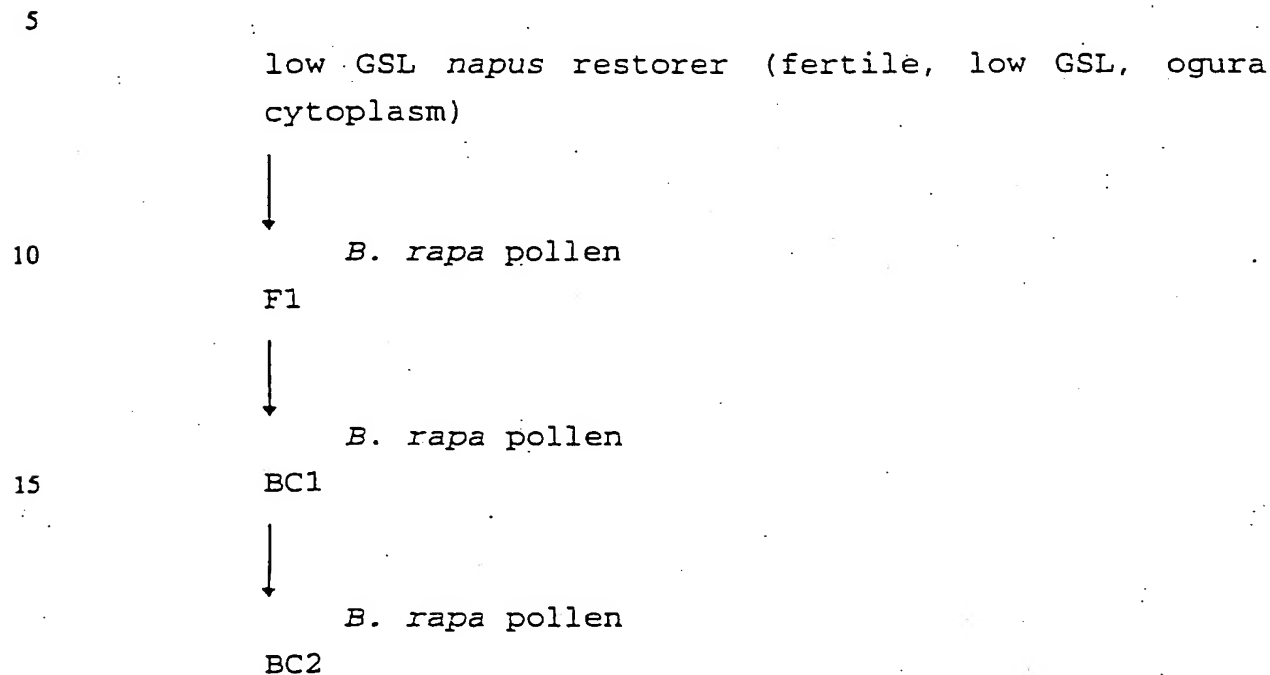 5
low GSL napus restorer (fertile, low GSL, ogura
cytoplasm)
10 B. rapa pollen
F1
B. rapa pollen
15 BC1
B. rapa pollen
BC2